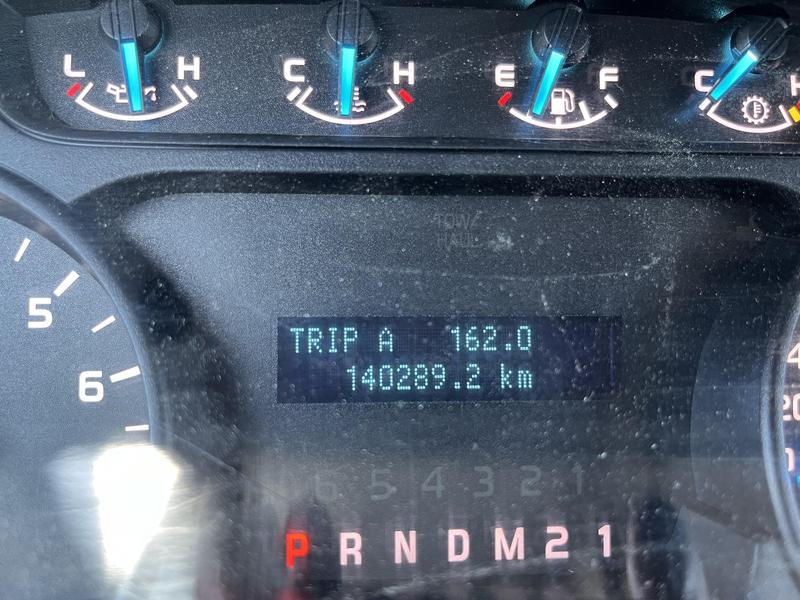 L H C H E F C H
TOW/
HAUL
5
6
TRIP A 162.0
140289.2 km
6 5 4 3 2 1
P R N D M 2 1